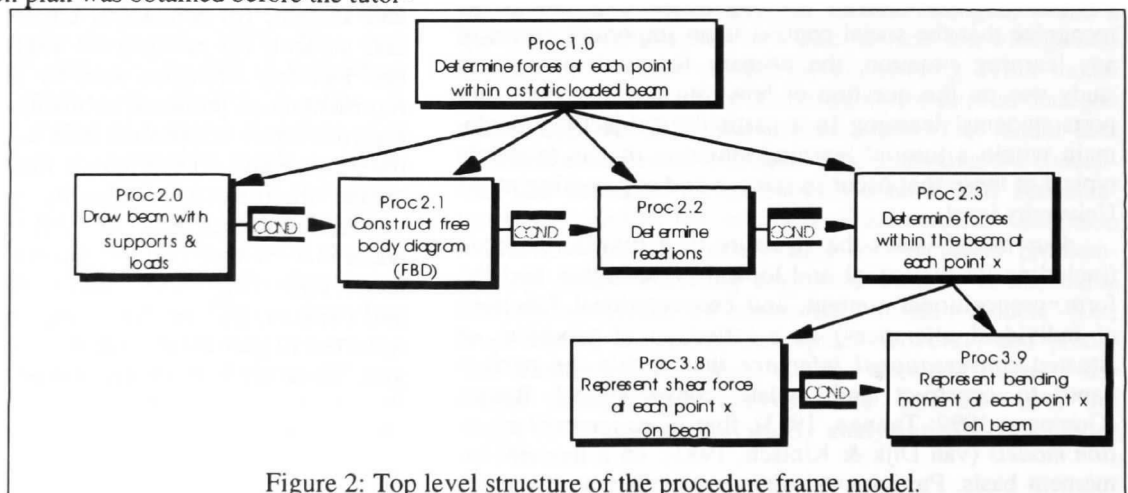 on plan was obtained before the tutor
Proc 1.0
Determine forces at each point
within a static loaded beam
Proc 2.0
Draw beam with
supports &
loads
COND
Proc 2.1
Construct free
body diagram
(FBD)
COND
Proc 2.2
Determine
reactions
COND
Proc 2.3
Determine forces
within the beam at
each point x
Proc 3.8
Represent shear force
at each point x
on beam
COND
Proc 3.9
Represent bending
moment at each point x
on beam
Figure 2: Top level structure of the procedure frame model.